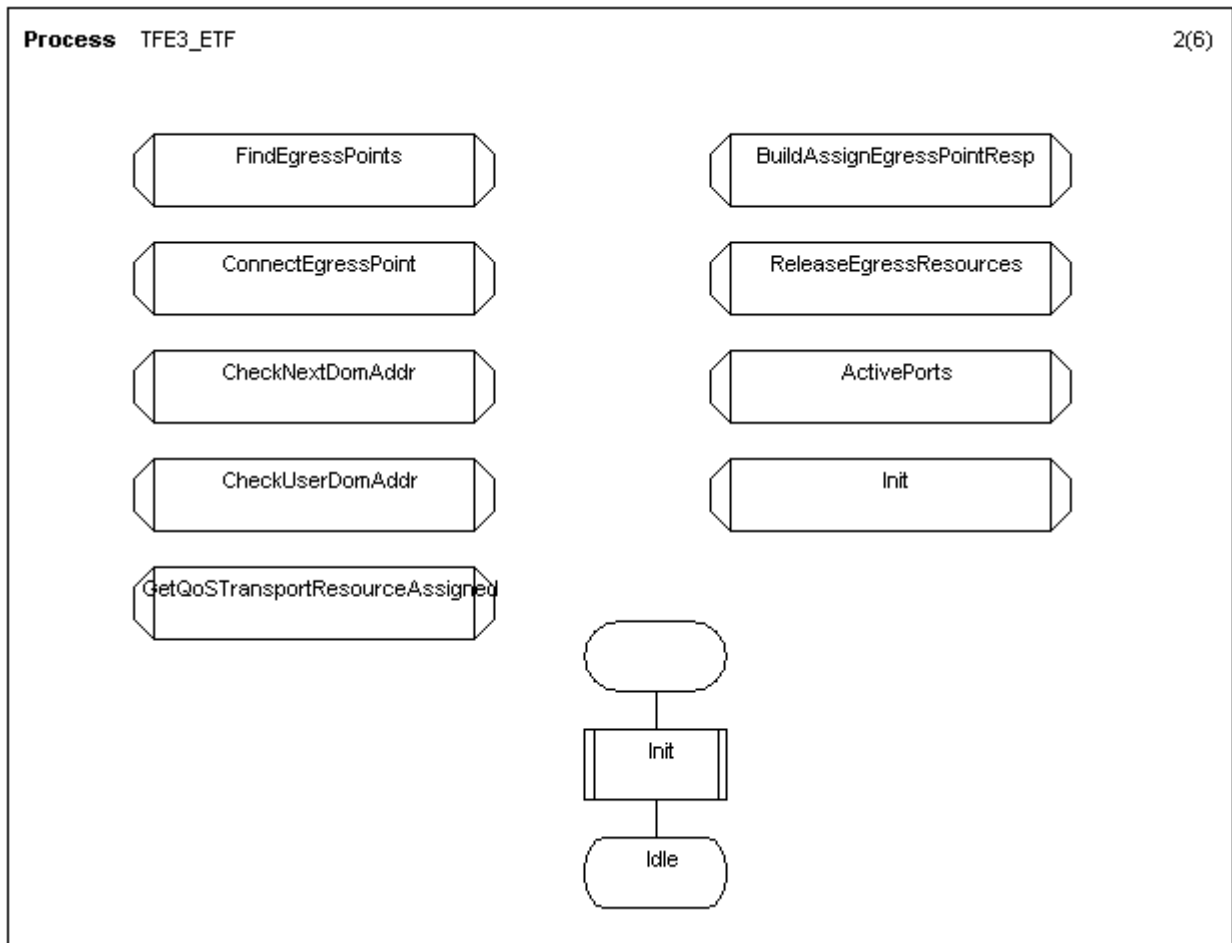 Process TFE3_ETF 2(6)
FindEgressPoints
BuildAssignEgressPointResp
ConnectEgressPoint
ReleaseEgressResources
CheckNextDomAddr
ActivePorts
CheckUserDomAddr
Init
GetQoSTransportResourceAssigned
Init
Idle